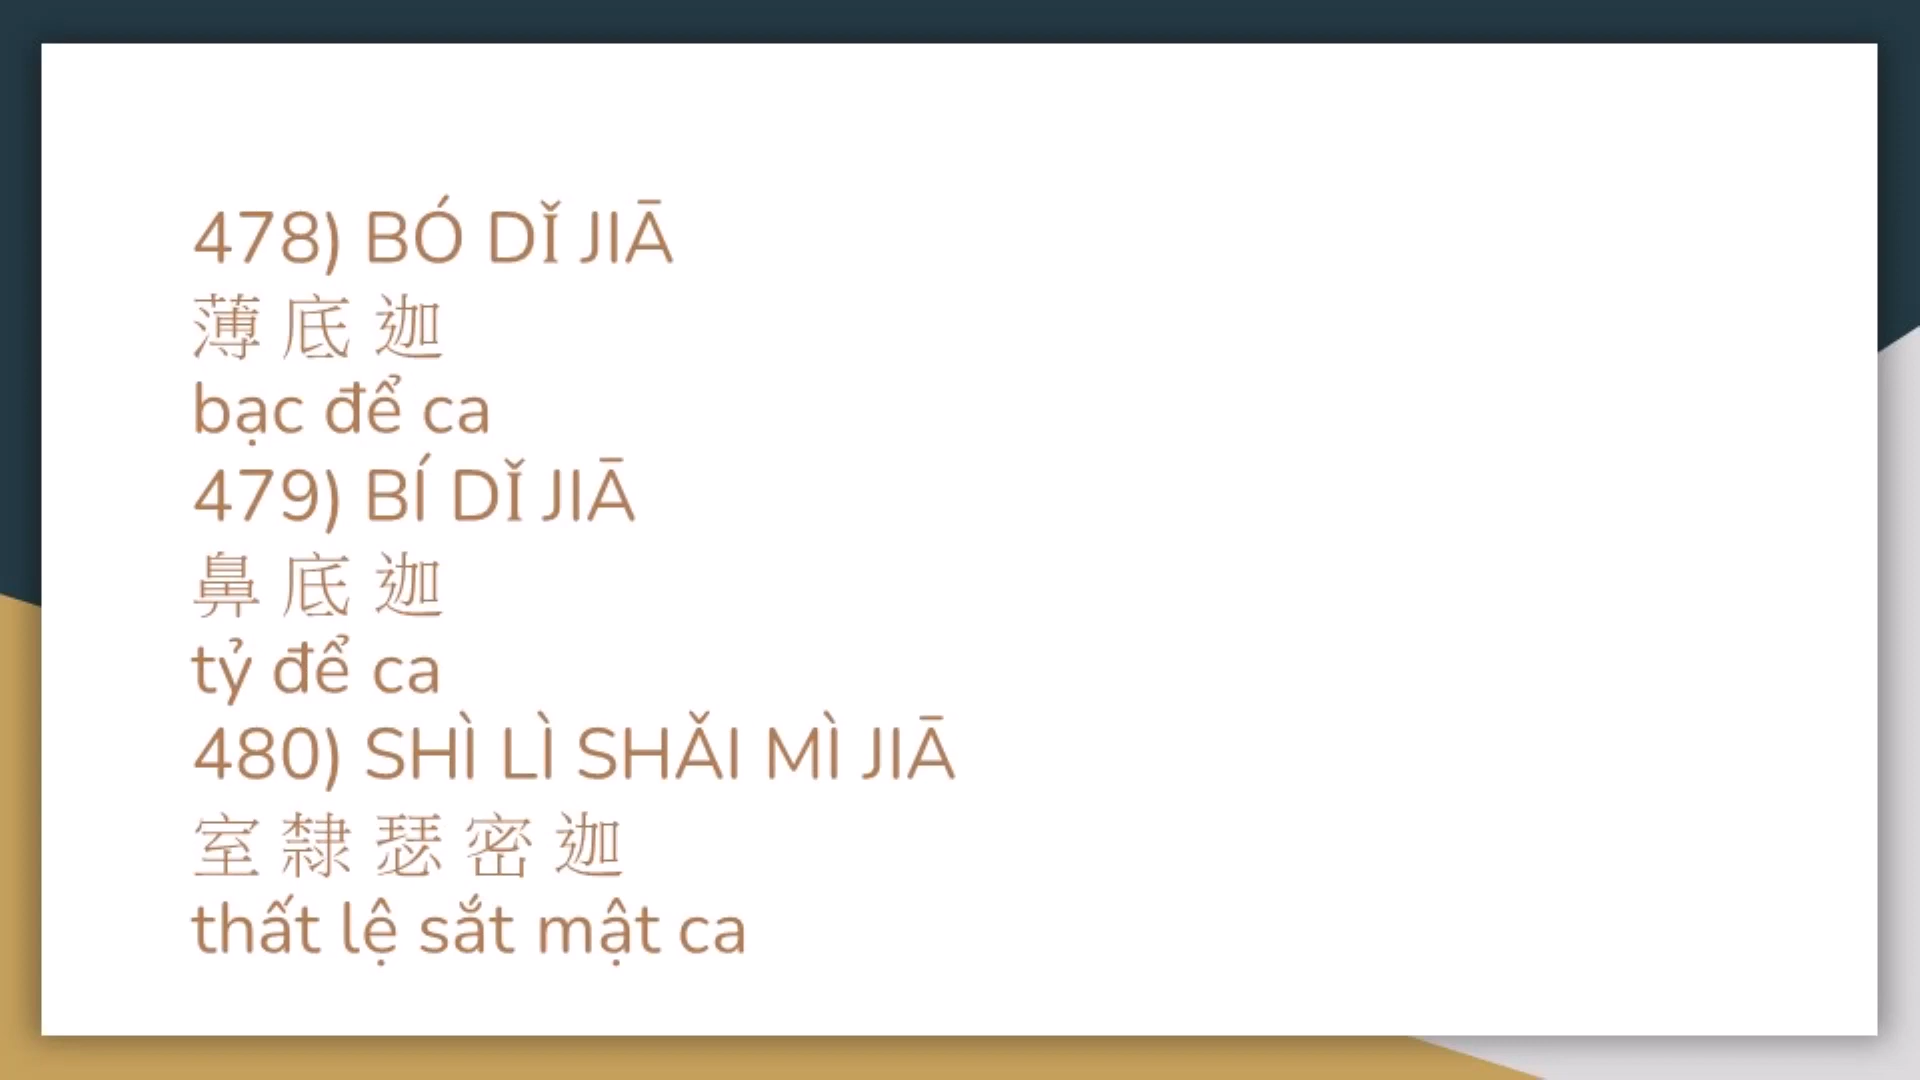 478) BÓ DǏ JIĀ
薄 底 迦
bạc để ca
479) BÍ DǏ JIĀ
鼻 底 迦
tỷ để ca
480) SHÌ LÌ SHǍI MÌ JIĀ
室 隸 瑟 密 迦
thất lệ sắt mật ca